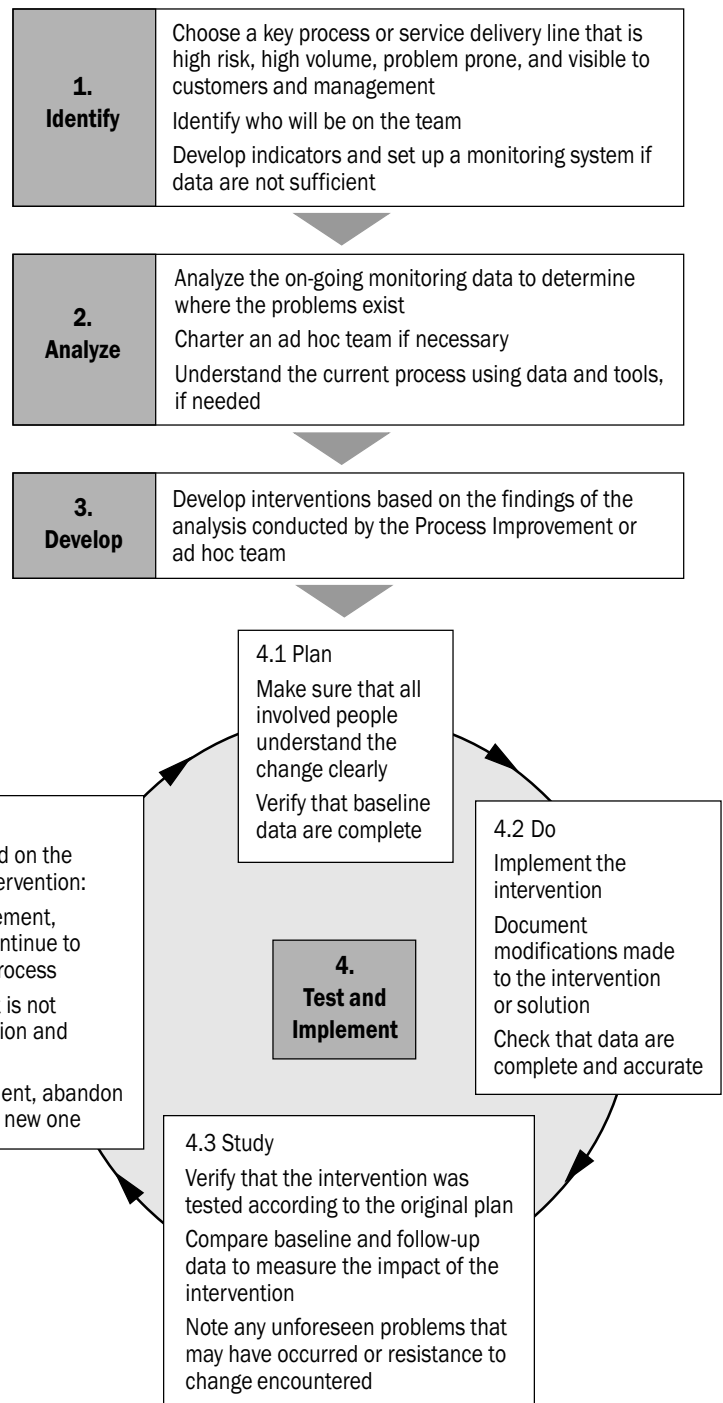 1.
Identify
Choose a key process or service delivery line that is
high risk, high volume, problem prone, and visible to
customers and management
Identify who will be on the team
Develop indicators and set up a monitoring system if
data are not sufficient
2.
Analyze
Analyze the on-going monitoring data to determine
where the problems exist
Charter an ad hoc team if necessary
Understand the current process using data and tools,
if needed
3.
Develop
Develop interventions based on the findings of the
analysis conducted by the Process Improvement or
ad hoc team
4.
Test and
Implement
4.1 Plan
Make sure that all
involved people
understand the
change clearly
Verify that baseline
data are complete
4.2 Do
Implement the
intervention
Document
modifications made
to the intervention
or solution
Check that data are
complete and accurate
4.3 Study
Verify that the intervention was
tested according to the original plan
Compare baseline and follow-up
data to measure the impact of the
intervention
Note any unforeseen problems that
may have occurred or resistance to
change encountered
on the
ervention:
ement,
ntinue to
rocess
is not
ion and
ent, abandon
new one